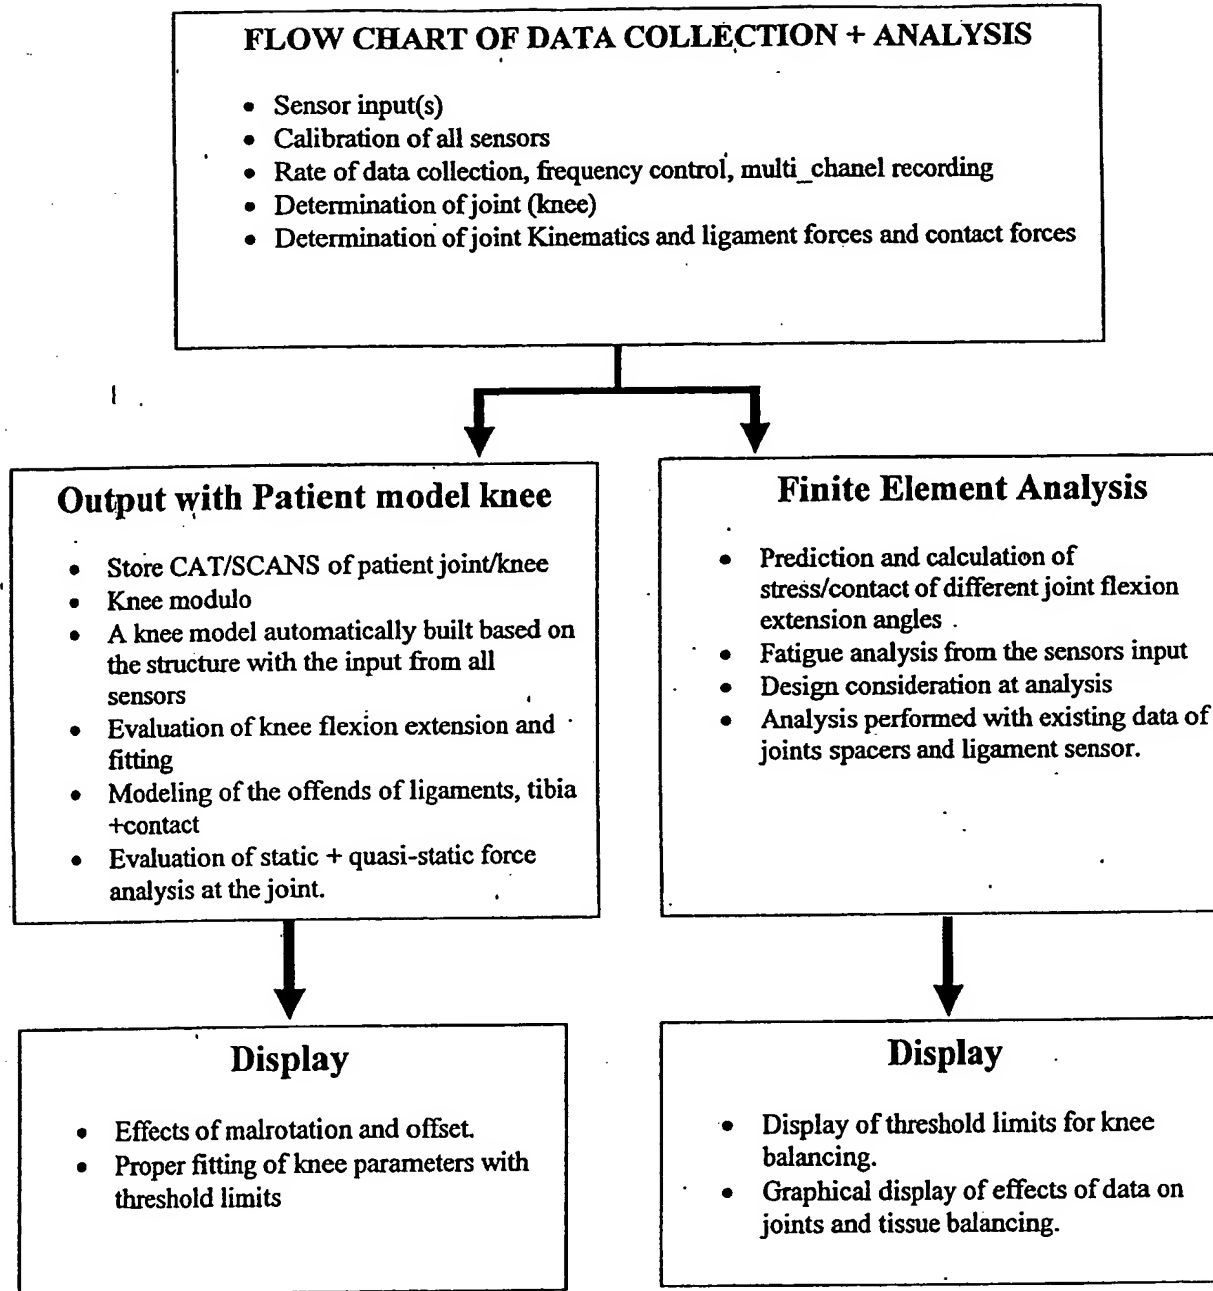 FLOW CHART OF DATA COLLECTION + ANALYSIS
• Sensor input(s)
• Calibration of all sensors
• Rate of data collection, frequency control, multi_chanel recording
• Determination of joint (knee)
• Determination of joint Kinematics and ligament forces and contact forces
Output with Patient model knee
• Store CAT/SCANS of patient joint/knee
• Knee modulo
• A knee model automatically built based on
the structure with the input from all
sensors
• Evaluation of knee flexion extension and
fitting
• Modeling of the offends of ligaments, tibia
+contact
• Evaluation of static + quasi-static force
analysis at the joint.
Finite Element Analysis
• Prediction and calculation of
stress/contact of different joint flexion
extension angles
• Fatigue analysis from the sensors input
• Design consideration at analysis
• Analysis performed with existing data of
joints spacers and ligament sensor.
Display
• Effects of malrotation and offset.
• Proper fitting of knee parameters with
threshold limits
Display
• Display of threshold limits for knee
balancing.
• Graphical display of effects of data on
joints and tissue balancing.